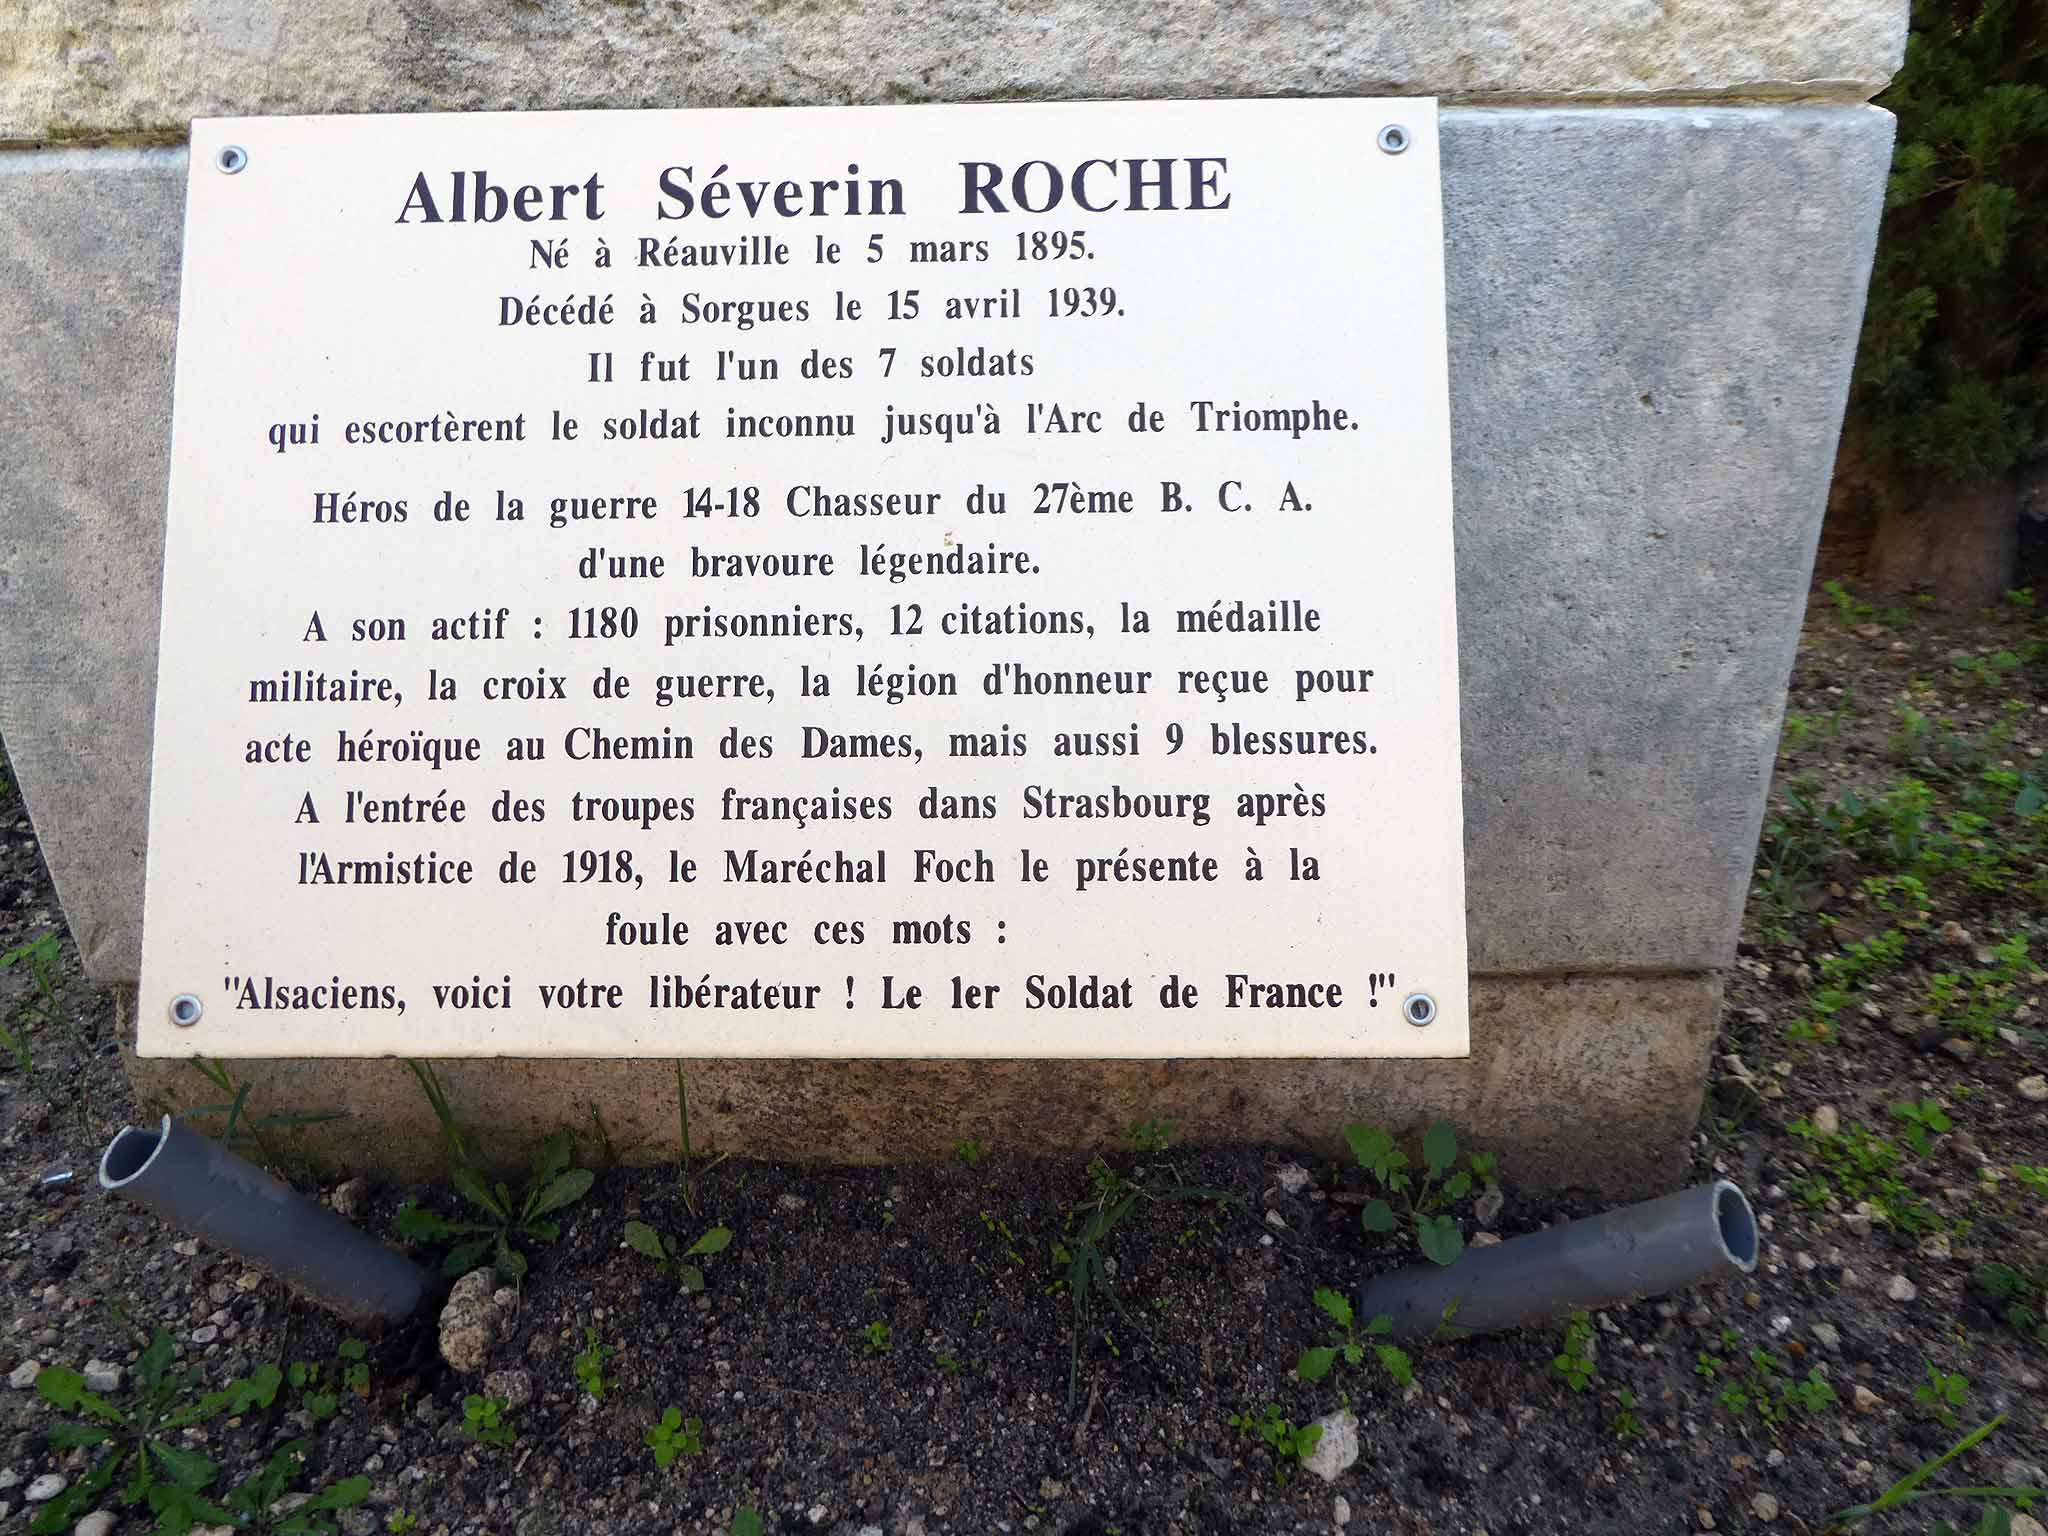 Albert Séverin ROCHE
Né à Réauville le 5 mars 1895.
Décédé à Sorgues le 15 avril 1939.
Il fut l'un des 7 soldats
qui escortèrent le soldat inconnu jusqu'à l'Arc de Triomphe.
Héros de la guerre 14-18 Chasseur du 27ème B. C. A.
d'une bravoure légendaire.
A son actif : 1180 prisonniers, 12 citations, la médaille
militaire, la croix de guerre, la légion d'honneur reçue pour
acte héroïque au Chemin des Dames, mais aussi 9 blessures.
A l'entrée des troupes françaises dans Strasbourg après
l'Armistice de 1918, le Maréchal Foch le présente à la
foule avec ces mots :
"Alsaciens, voici votre libérateur ! Le 1er Soldat de France !"